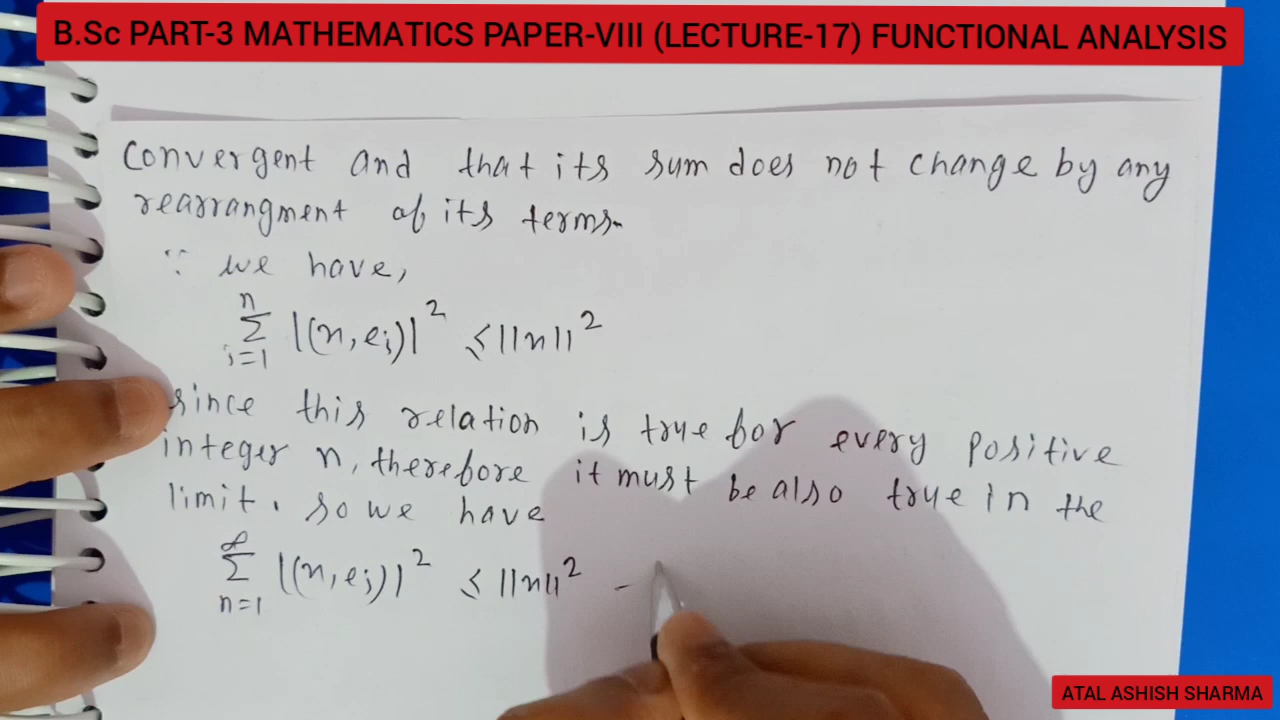 B.Sc PART-3 MATHEMATICS PAPER-VIII (LECTURE-17) FUNCTIONAL ANALYSIS
convergent and that its sum does not change by any
rearrangment of its terms.
∵ we have,
n
∑ |(x, ei)|² ≤ ||x||²
i=1
since this relation is true for every positive
integer n, therefore it must be also true in the
limit. so we have
∞
∑ |(x, ei)|² ≤ ||x||² -
n=1
ATAL ASHISH SHARMA